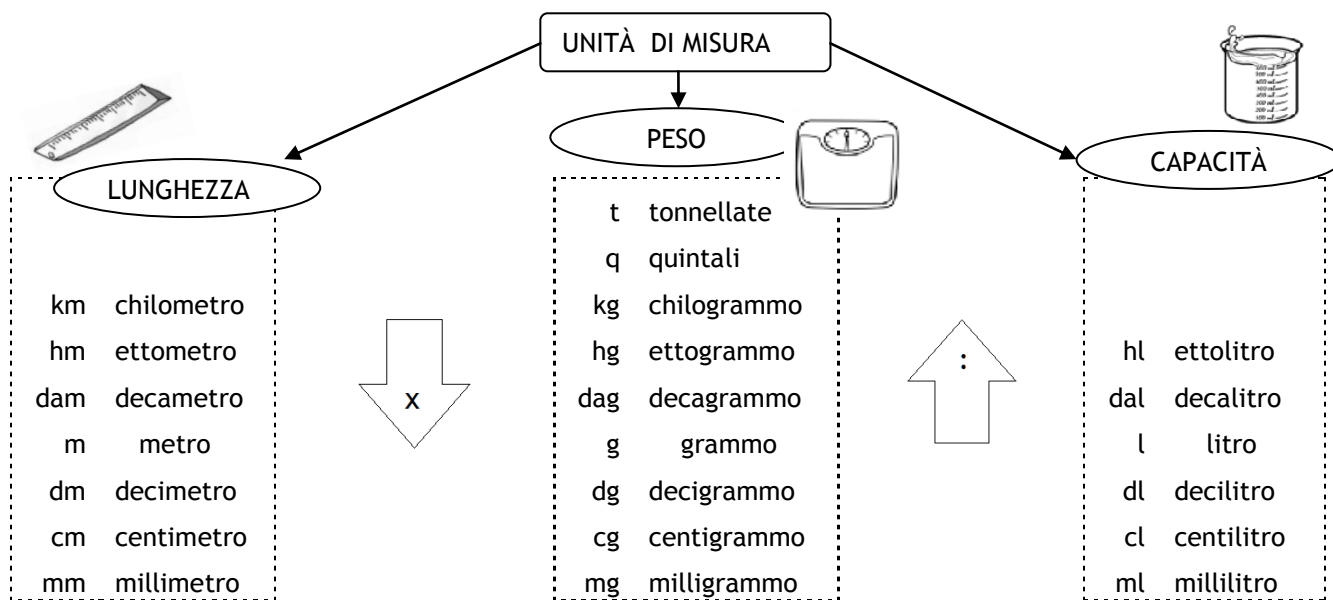 UNITÀ DI MISURA
LUNGHEZZA
km chilometro
hm ettometro
dam decametro
m metro
dm decimetro
cm centimetro
mm millimetro
x
PESO
t tonnellate
q quintali
kg chilogrammo
hg ettogrammo
dag decagrammo
g grammo
dg decigrammo
cg centigrammo
mg milligrammo
:
CAPACITÀ
hl ettolitro
dal decalitro
l litro
dl decilitro
cl centilitro
ml millilitro